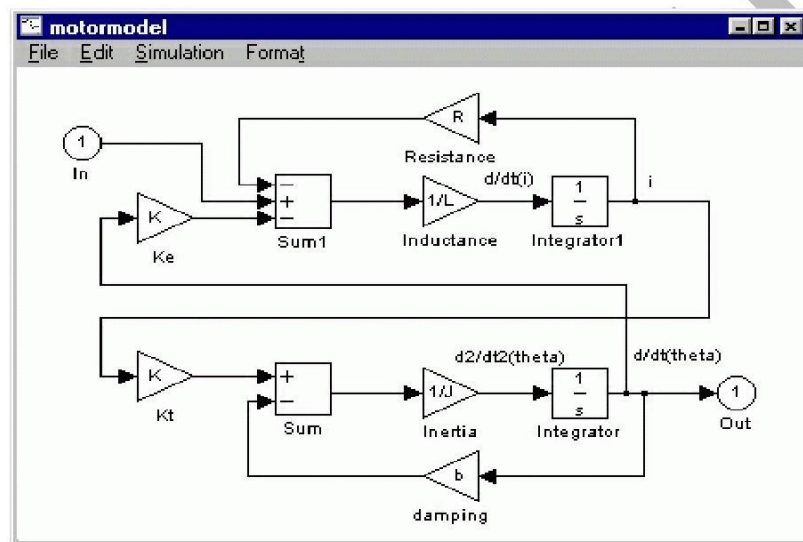 motormodel
File Edit Simulation Format
R
Resistance
1
In
d/dt(i)
i
−
+
−
1/L
1
s
K
Ke
Sum1
Inductance
Integrator1
d2/dt2(theta)
d/dt(theta)
K
Kt
+
−
Sum
1/J
Inertia
1
s
Integrator
1
Out
b
damping